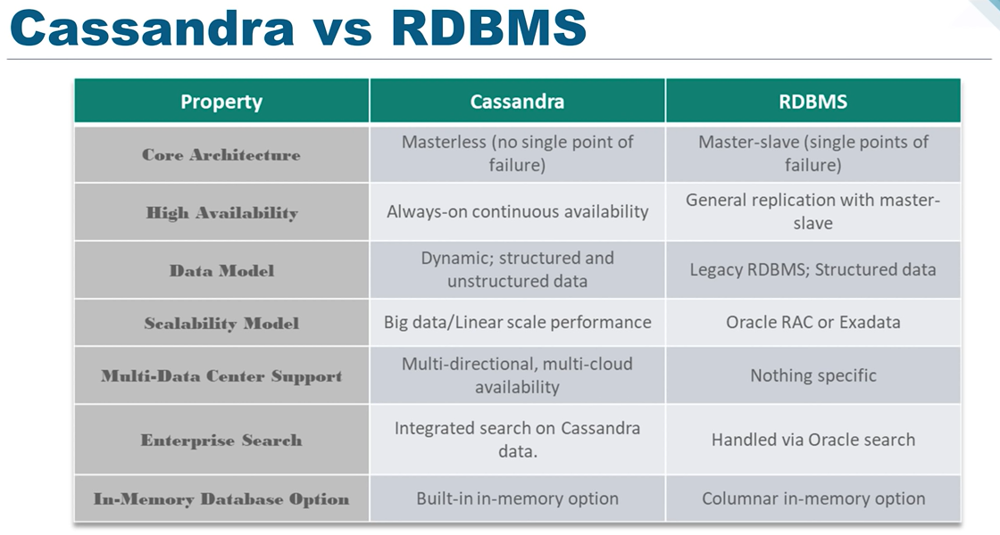 Cassandra vs RDBMS
Property
Cassandra
RDBMS
Core Architecture
Masterless (no single point of
failure)
Master-slave (single points of
failure)
High Availability
Always-on continuous availability
General replication with master-
slave
Data Model
Dynamic; structured and
unstructured data
Legacy RDBMS; Structured data
Scalability Model
Big data/Linear scale performance
Oracle RAC or Exadata
Multi-Data Center Support
Multi-directional, multi-cloud
availability
Nothing specific
Enterprise Search
Integrated search on Cassandra
data.
Handled via Oracle search
In-Memory Database Option
Built-in in-memory option
Columnar in-memory option